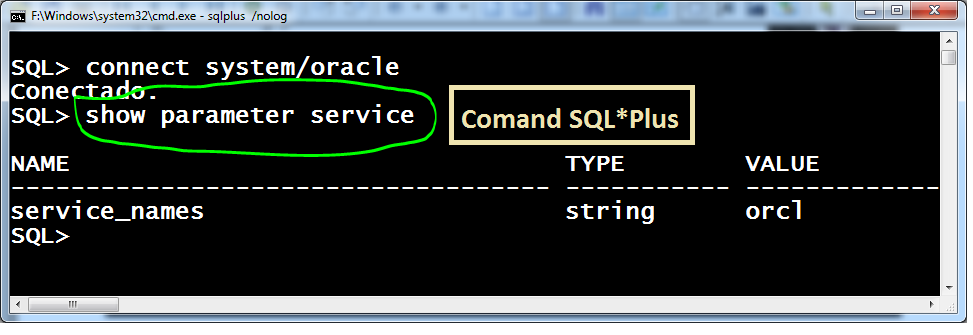 F:\Windows\system32\cmd.exe - sqlplus /nolog
SQL> connect system/oracle
Conectado.
SQL> show parameter service
Comand SQL*Plus
NAME TYPE VALUE
------------------------------------ ----------- -------------
service_names string orcl
SQL>